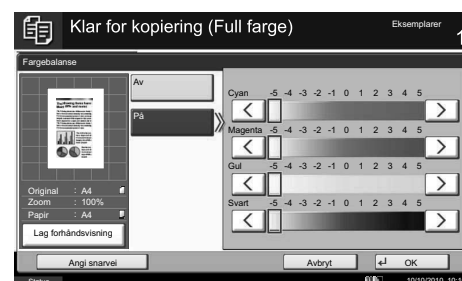 Klar for kopiering (Full farge)
Eksemplarer
Fargebalanse
Av
På
Cyan -5 -4 -3 -2 -1 0 1 2 3 4 5
Magenta -5 -4 -3 -2 -1 0 1 2 3 4 5
Gul -5 -4 -3 -2 -1 0 1 2 3 4 5
Svart -5 -4 -3 -2 -1 0 1 2 3 4 5
Original : A4
Zoom : 100%
Papir : A4
Lag forhåndsvisning
Angi snarvei
Avbryt
OK
Status